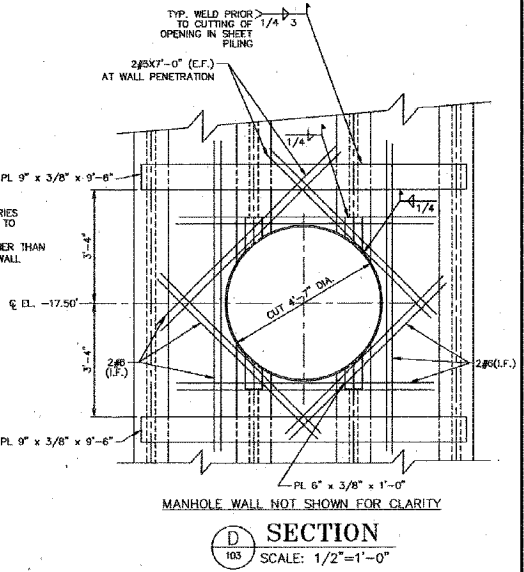 TYP. WELD PRIOR
TO CUTTING OF
OPENING IN SHEET
PILING
1/4 3
2#6X7'-0" (E.F.)
AT WALL PENETRATION
1/4
PL 9" x 3/8" x 9'-6"
1/4
RIES
TO
ER THAN
WALL
3'-4"
CUT 4'-7" DIA.
℄ EL. -17.50'
3'-4"
2#6
(I.F.)
2#6(I.F.)
PL 9" x 3/8" x 9'-6"
PL 6" x 3/8" x 1'-0"
MANHOLE WALL NOT SHOWN FOR CLARITY
D
103
SECTION
SCALE: 1/2"=1'-0"